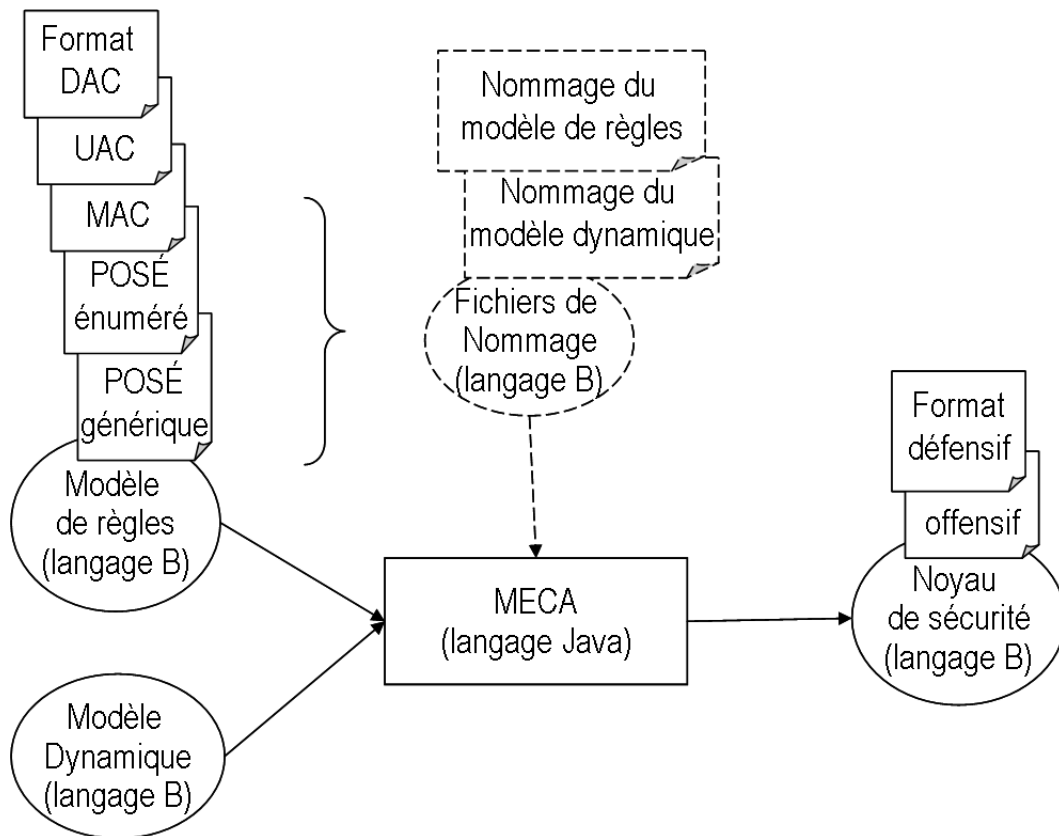 Format
DAC
UAC
MAC
POSÉ
énuméré
POSÉ
générique
Modèle
de règles
(langage B)
Modèle
Dynamique
(langage B)
Nommage du
modèle de règles
Nommage du
modèle dynamique
Fichiers de
Nommage
(langage B)
MECA
(langage Java)
Format
défensif
offensif
Noyau
de sécurité
(langage B)